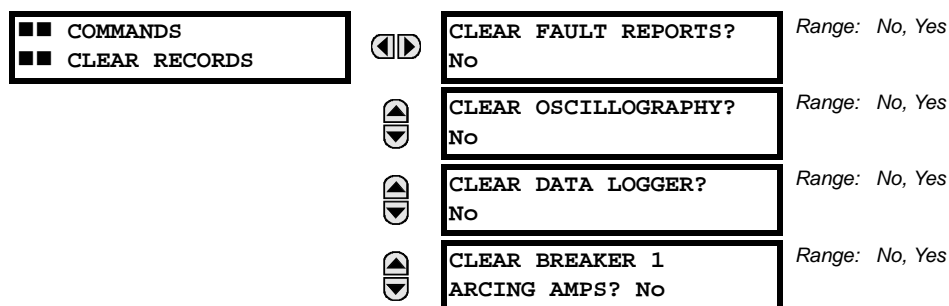 COMMANDS
CLEAR RECORDS
CLEAR FAULT REPORTS?
No
Range: No, Yes
CLEAR OSCILLOGRAPHY?
No
Range: No, Yes
CLEAR DATA LOGGER?
No
Range: No, Yes
CLEAR BREAKER 1
ARCING AMPS? No
Range: No, Yes